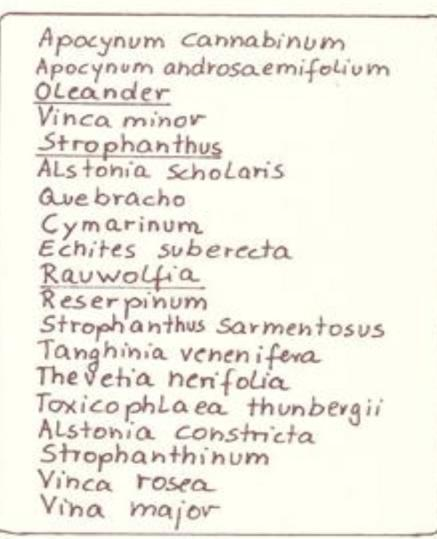 Apocynum cannabinum
Apocynum androsaemifolium
Oleander
Vinca minor
Strophanthus
Alstonia scholaris
Quebracho
Cymarinum
Echites suberecta
Rauwolfia
Reserpinum
Strophanthus sarmentosus
Tanghinia venenifera
Thevetia nerifolia
Toxicophlaea thunbergii
Alstonia constricta
Strophanthinum
Vinca rosea
Vina major